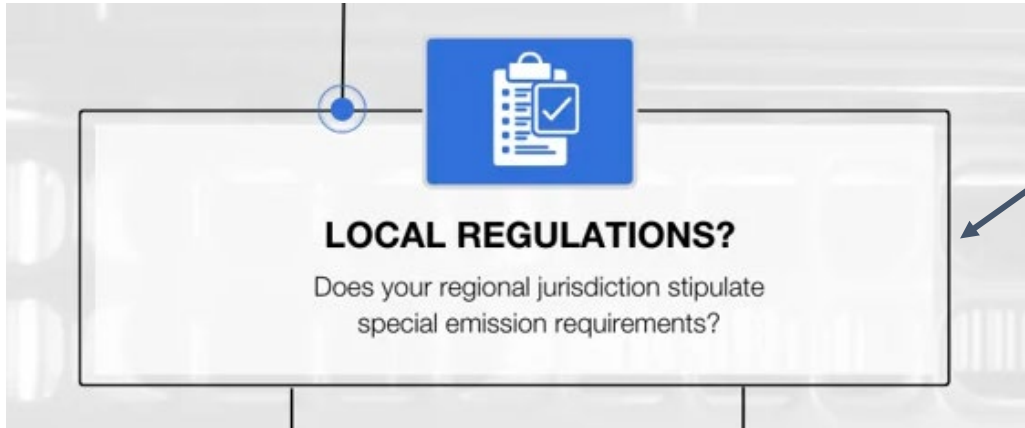 LOCAL REGULATIONS?
Does your regional jurisdiction stipulate
special emission requirements?